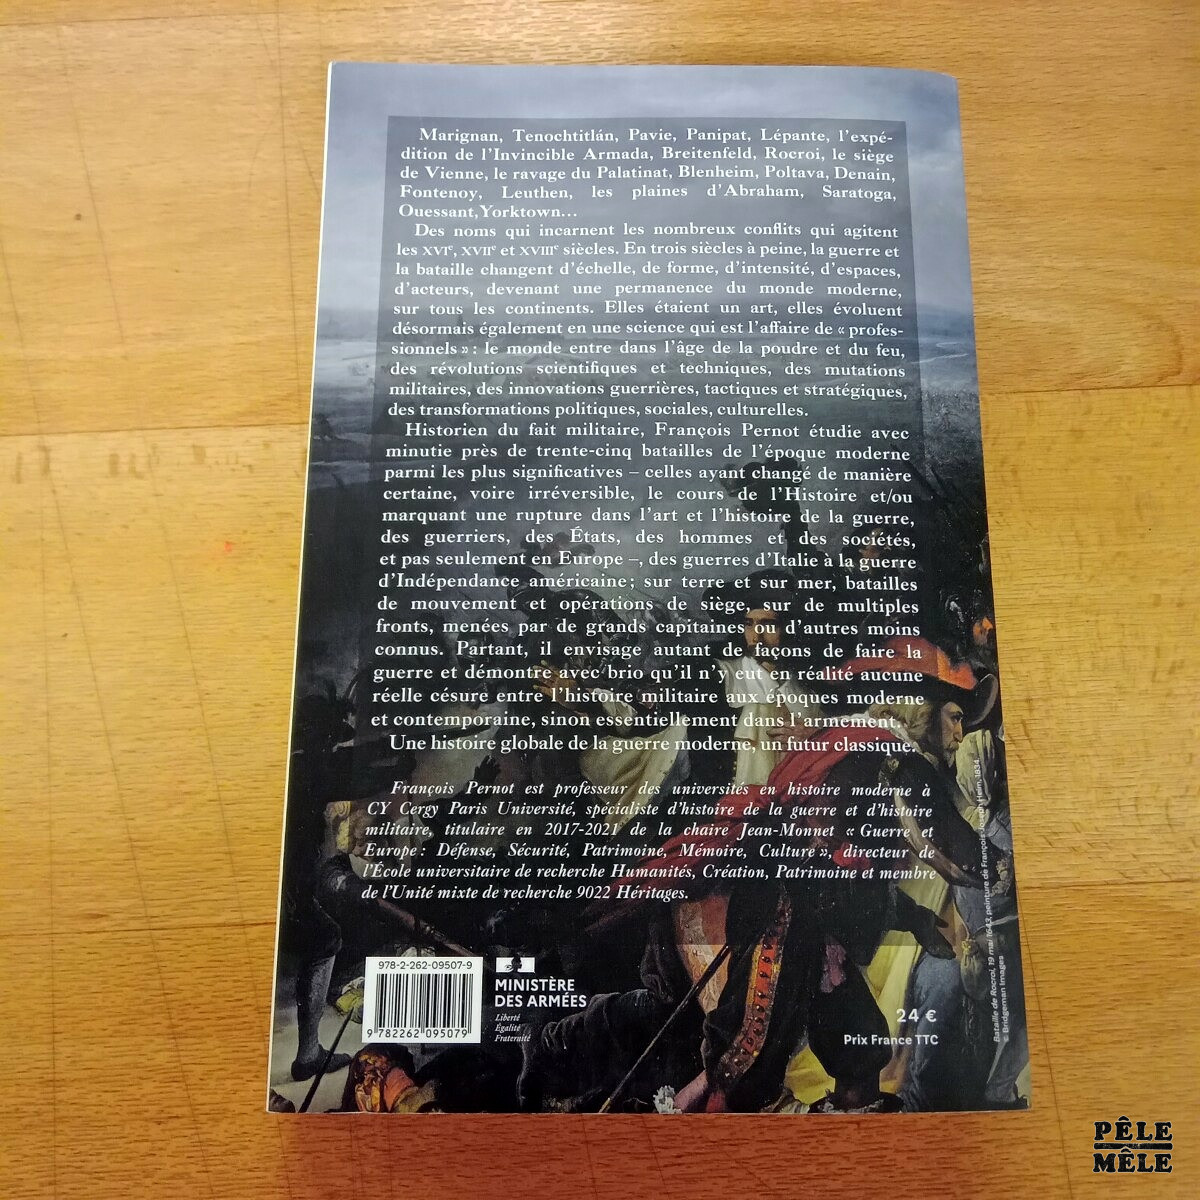 Marignan, Tenochtitlán, Pavie, Panipat, Lépante, l'expé-
dition de l'Invincible Armada, Breitenfeld, Rocroi, le siège
de Vienne, le ravage du Palatinat, Blenheim, Poltava, Denain,
Fontenoy, Leuthen, les plaines d'Abraham, Saratoga,
Ouessant, Yorktown…
Des noms qui incarnent les nombreux conflits qui agitent
les XVIe, XVIIe et XVIIIe siècles. En trois siècles à peine, la guerre et
la bataille changent d'échelle, de forme, d'intensité, d'espaces,
d'acteurs, devenant une permanence du monde moderne,
sur tous les continents. Elles étaient un art, elles évoluent
désormais également en une science qui est l'affaire de « profes-
sionnels » : le monde entre dans l'âge de la poudre et du feu,
des révolutions scientifiques et techniques, des mutations
militaires, des innovations guerrières, tactiques et stratégiques,
des transformations politiques, sociales, culturelles.
Historien du fait militaire, François Pernot étudie avec
minutie près de trente-cinq batailles de l'époque moderne
parmi les plus significatives – celles ayant changé de manière
certaine, voire irréversible, le cours de l'Histoire et/ou
marquant une rupture dans l'art et l'histoire de la guerre,
des guerriers, des États, des hommes et des sociétés,
et pas seulement en Europe –, des guerres d'Italie à la guerre
d'Indépendance américaine ; sur terre et sur mer, batailles
de mouvement et opérations de siège, sur de multiples
fronts, menées par de grands capitaines ou d'autres moins
connus. Partant, il envisage autant de façons de faire la
guerre et démontre avec brio qu'il n'y eut en réalité aucune
réelle césure entre l'histoire militaire aux époques moderne
et contemporaine, sinon essentiellement dans l'armement.
Une histoire globale de la guerre moderne, un futur classique.
François Pernot est professeur des universités en histoire moderne à
CY Cergy Paris Université, spécialiste d'histoire de la guerre et d'histoire
militaire, titulaire en 2017-2021 de la chaire Jean-Monnet « Guerre et
Europe : Défense, Sécurité, Patrimoine, Mémoire, Culture », directeur de
l'École universitaire de recherche Humanités, Création, Patrimoine et membre
de l'Unité mixte de recherche 9022 Héritages.
978-2-262-09507-9
9 782262 095079
MINISTÈRE
DES ARMÉES
Liberté
Égalité
Fraternité
24 €
Prix France TTC
Bataille de Rocroi, 19 mai 1643, peinture de François 1834.
© Bridgeman Images
PÊLE
MÊLE